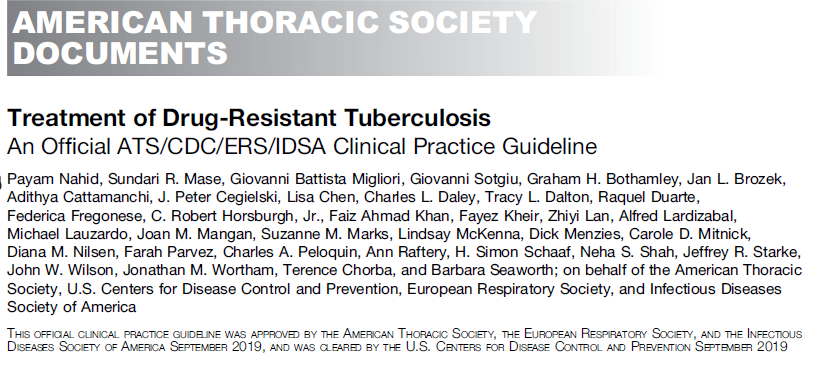 AMERICAN THORACIC SOCIETY
DOCUMENTS
Treatment of Drug-Resistant Tuberculosis
An Official ATS/CDC/ERS/IDSA Clinical Practice Guideline
Payam Nahid, Sundari R. Mase, Giovanni Battista Migliori, Giovanni Sotgiu, Graham H. Bothamley, Jan L. Brozek,
Adithya Cattamanchi, J. Peter Cegielski, Lisa Chen, Charles L. Daley, Tracy L. Dalton, Raquel Duarte,
Federica Fregonese, C. Robert Horsburgh, Jr., Faiz Ahmad Khan, Fayez Kheir, Zhiyi Lan, Alfred Lardizabal,
Michael Lauzardo, Joan M. Mangan, Suzanne M. Marks, Lindsay McKenna, Dick Menzies, Carole D. Mitnick,
Diana M. Nilsen, Farah Parvez, Charles A. Peloquin, Ann Raftery, H. Simon Schaaf, Neha S. Shah, Jeffrey R. Starke,
John W. Wilson, Jonathan M. Wortham, Terence Chorba, and Barbara Seaworth; on behalf of the American Thoracic
Society, U.S. Centers for Disease Control and Prevention, European Respiratory Society, and Infectious Diseases
Society of America
THIS OFFICIAL CLINICAL PRACTICE GUIDELINE WAS APPROVED BY THE AMERICAN THORACIC SOCIETY, THE EUROPEAN RESPIRATORY SOCIETY, AND THE INFECTIOUS
DISEASES SOCIETY OF AMERICA SEPTEMBER 2019, AND WAS CLEARED BY THE U.S. CENTERS FOR DISEASE CONTROL AND PREVENTION SEPTEMBER 2019